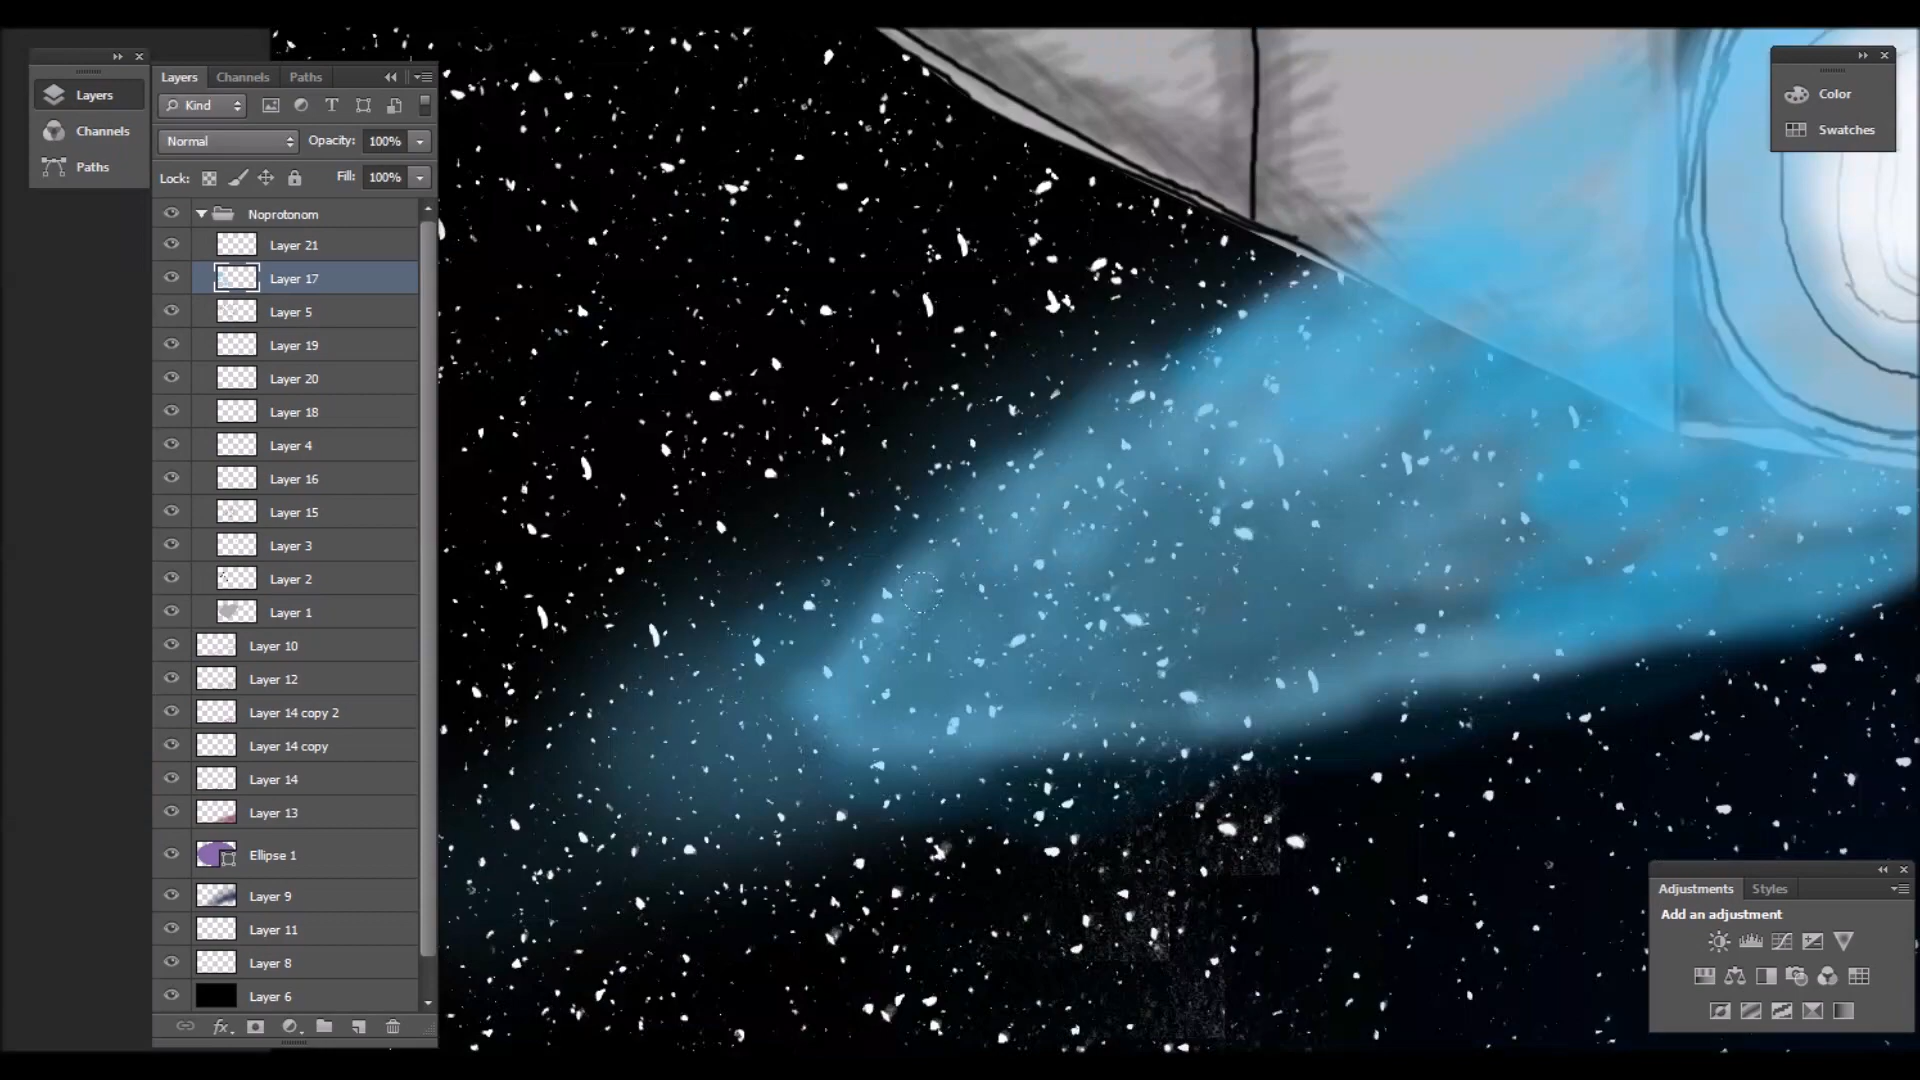 Layers
Channels
Paths
Layers Channels Paths
Kind
Normal Opacity: 100%
Lock: Fill: 100%
Noprotonom
Layer 21
Layer 17
Layer 5
Layer 19
Layer 20
Layer 18
Layer 4
Layer 16
Layer 15
Layer 3
Layer 2
Layer 1
Layer 10
Layer 12
Layer 14 copy 2
Layer 14 copy
Layer 14
Layer 13
Ellipse 1
Layer 9
Layer 11
Layer 8
Layer 6
fx
Color
Swatches
Adjustments Styles
Add an adjustment